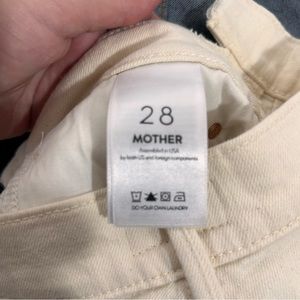 28
MOTHER
Assembled in USA
by both US and foreign components
DO YOUR OWN LAUNDRY